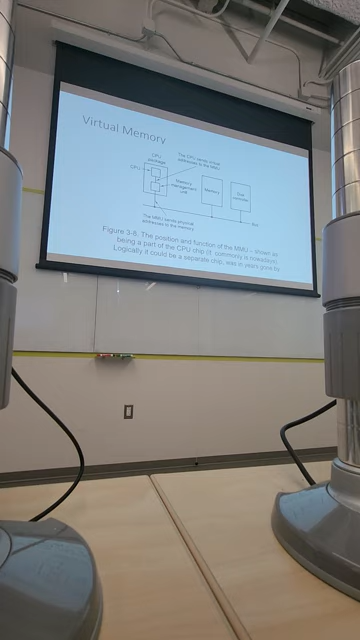 Virtual Memory
CPU
package
CPU
The CPU sends virtual
addresses to the MMU
Memory
management
unit
Memory
Disk
controller
Bus
The MMU sends physical
addresses to the memory
Figure 3-8. The position and function of the MMU – shown as
being a part of the CPU chip (it commonly is nowadays).
Logically it could be a separate chip, was in years gone by.